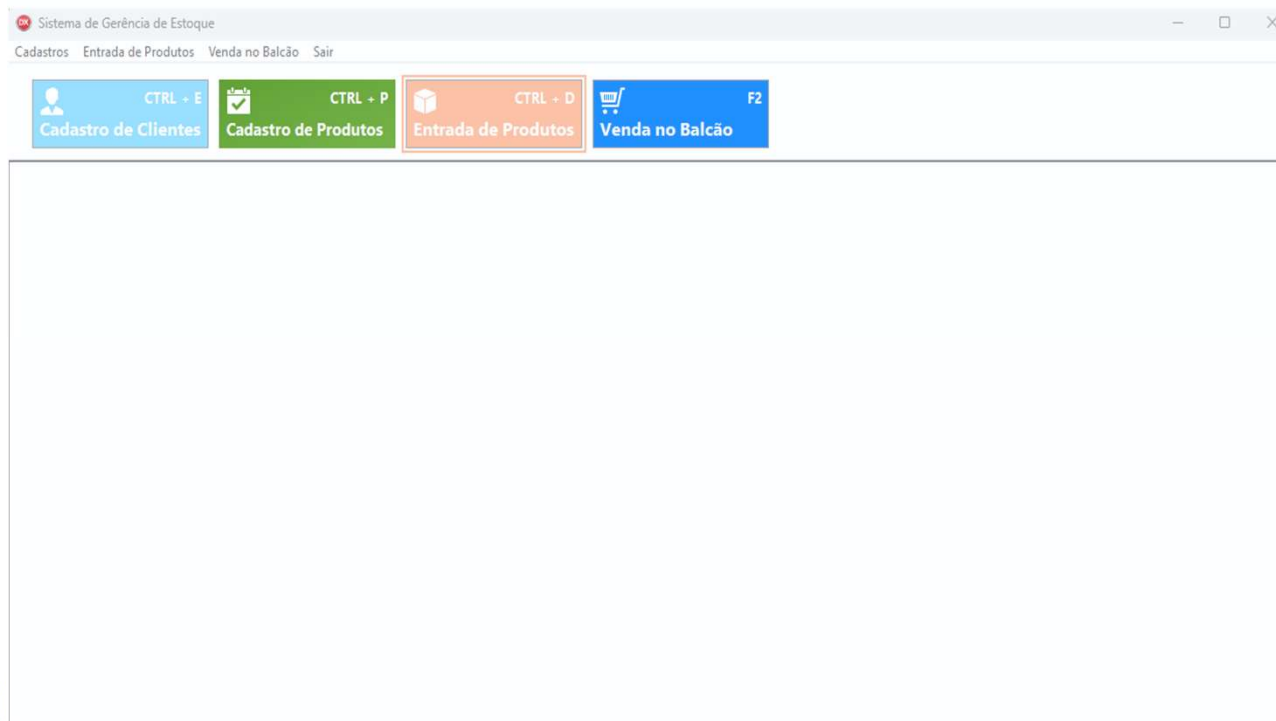 DX Sistema de Gerência de Estoque
Cadastros Entrada de Produtos Venda no Balcão Sair
CTRL + E CTRL + P CTRL + D F2
Cadastro de Clientes Cadastro de Produtos Entrada de Produtos Venda no Balcão